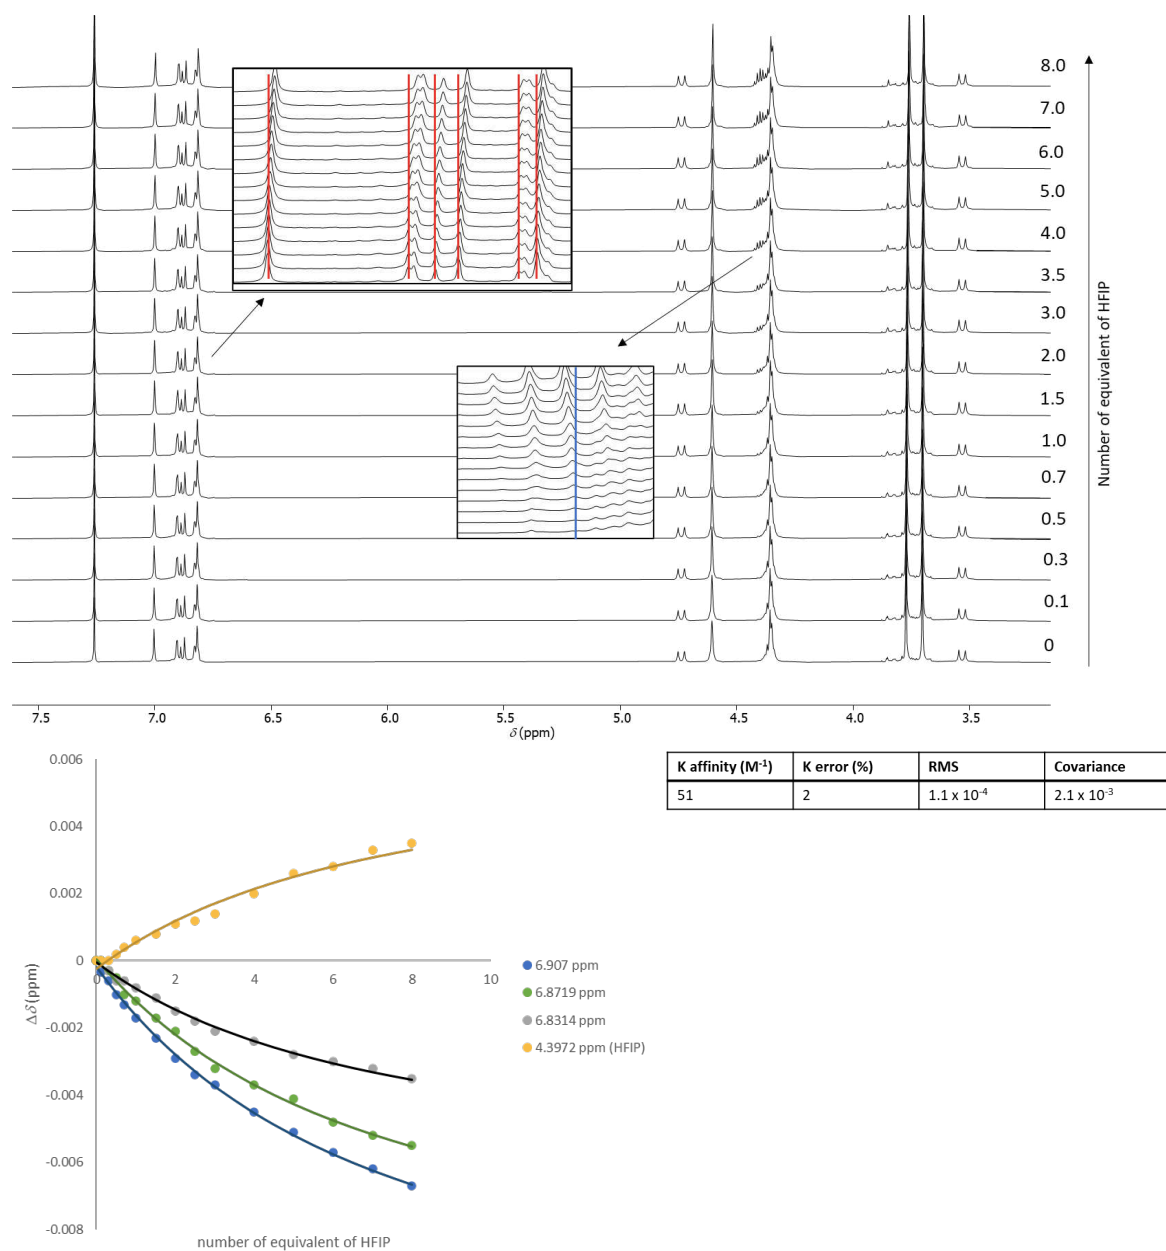 8.0
7.0
6.0
5.0
4.0
3.5
3.0
2.0
1.5
1.0
0.7
0.5
0.3
0.1
0
Number of equivalent of HFIP
7.5 7.0 6.5 6.0 5.5 5.0 4.5 4.0 3.5
δ (ppm)
K affinity (M⁻¹) K error (%) RMS Covariance
51 2 1.1 x 10⁻⁴ 2.1 x 10⁻³
0.006
0.004
0.002
0
-0.002
-0.004
-0.006
-0.008
Δδ (ppm)
0 2 4 6 8 10
number of equivalent of HFIP
6.907 ppm
6.8719 ppm
6.8314 ppm
4.3972 ppm (HFIP)